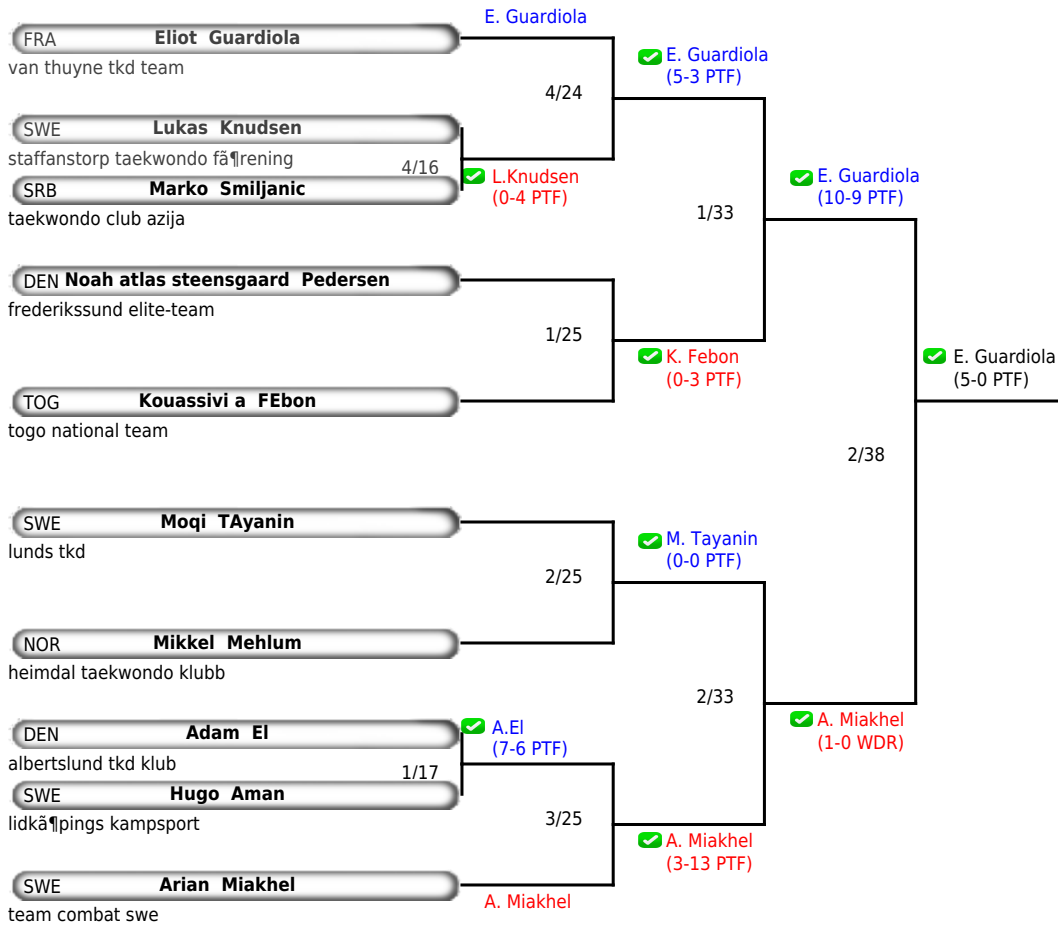 E. Guardiola
FRA Eliot Guardiola
van thuyne tkd team
E. Guardiola
(5-3 PTF)
4/24
SWE Lukas Knudsen
staffanstorp taekwondo fã¶rening
4/16
L.Knudsen
(0-4 PTF)
SRB Marko Smiljanic
taekwondo club azija
E. Guardiola
(10-9 PTF)
1/33
DEN Noah atlas steensgaard Pedersen
frederikssund elite-team
1/25
K. Febon
(0-3 PTF)
E. Guardiola
(5-0 PTF)
TOG Kouassivi a FEbon
togo national team
2/38
SWE Moqi TAyanin
lunds tkd
M. Tayanin
(0-0 PTF)
2/25
NOR Mikkel Mehlum
heimdal taekwondo klubb
2/33
A. Miakhel
(1-0 WDR)
DEN Adam El
albertslund tkd klub
A.El
(7-6 PTF)
1/17
SWE Hugo Aman
lidkã¶pings kampsport
3/25
A. Miakhel
(3-13 PTF)
SWE Arian Miakhel
team combat swe
A. Miakhel